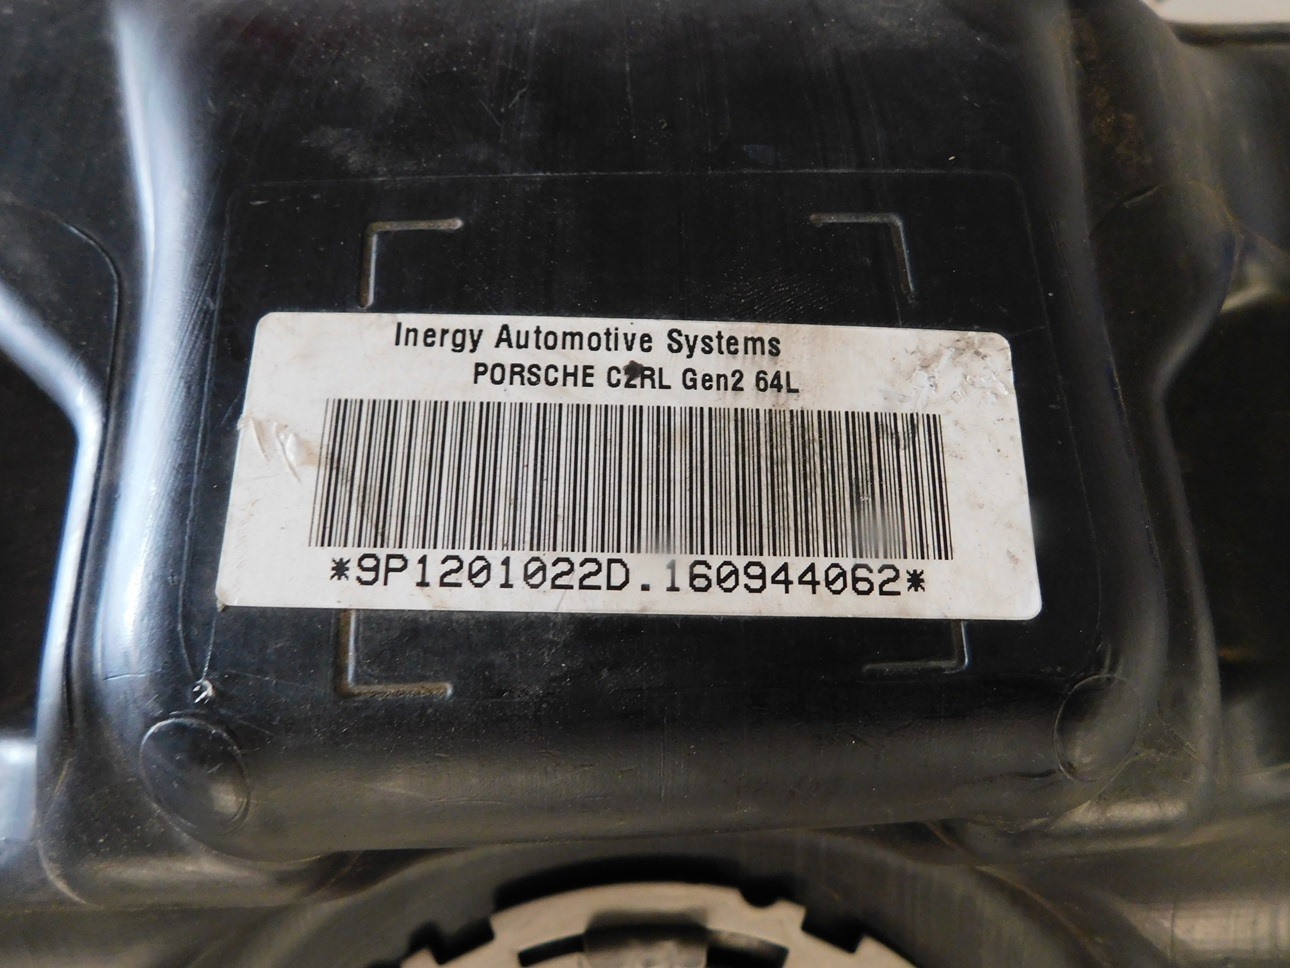 Inergy Automotive Systems
PORSCHE C2RL Gen2 64L
*9P1201022D.160944062*